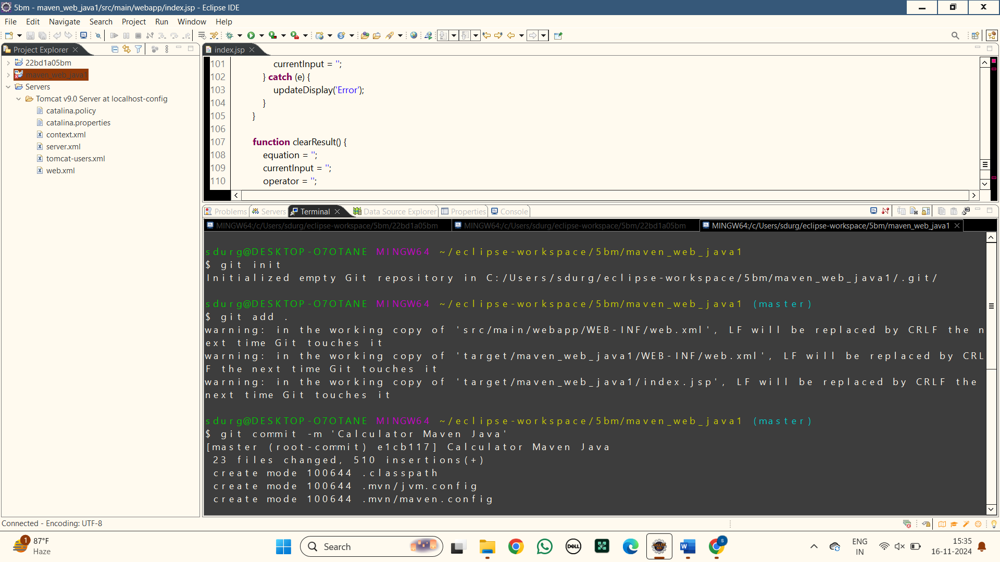 5bm - maven_web_java1/src/main/webapp/index.jsp - Eclipse IDE
File Edit Navigate Search Project Run Window Help
Project Explorer
22bd1a05bm
maven_web_java1
Servers
Tomcat v9.0 Server at localhost-config
catalina.policy
catalina.properties
context.xml
server.xml
tomcat-users.xml
web.xml
index.jsp
101 currentInput = '';
102 } catch (e) {
103 updateDisplay('Error');
104 }
105 }
106
107 function clearResult() {
108 equation = '';
109 currentInput = '';
110 operator = '';
Problems Servers Terminal Data Source Explorer Properties Console
MINGW64:/c/Users/sdurg/eclipse-workspace/5bm/22bd1a05bm MINGW64:/c/Users/sdurg/eclipse-workspace/5bm/22bd1a05bm MINGW64:/c/Users/sdurg/eclipse-workspace/5bm/maven_web_java1
sdurg@DESKTOP-O7OTANE MINGW64 ~/eclipse-workspace/5bm/maven_web_java1
$ git init
Initialized empty Git repository in C:/Users/sdurg/eclipse-workspace/5bm/maven_web_java1/.git/
sdurg@DESKTOP-O7OTANE MINGW64 ~/eclipse-workspace/5bm/maven_web_java1 (master)
$ git add .
warning: in the working copy of 'src/main/webapp/WEB-INF/web.xml', LF will be replaced by CRLF the n
ext time Git touches it
warning: in the working copy of 'target/maven_web_java1/WEB-INF/web.xml', LF will be replaced by CRL
F the next time Git touches it
warning: in the working copy of 'target/maven_web_java1/index.jsp', LF will be replaced by CRLF the
next time Git touches it
sdurg@DESKTOP-O7OTANE MINGW64 ~/eclipse-workspace/5bm/maven_web_java1 (master)
$ git commit -m 'Calculator Maven Java'
[master (root-commit) e1cb117] Calculator Maven Java
23 files changed, 510 insertions(+)
create mode 100644 .classpath
create mode 100644 .mvn/jvm.config
create mode 100644 .mvn/maven.config
Connected - Encoding: UTF-8
1
87°F
Haze
Search
DELL
W
S
ENG
IN
15:35
16-11-2024